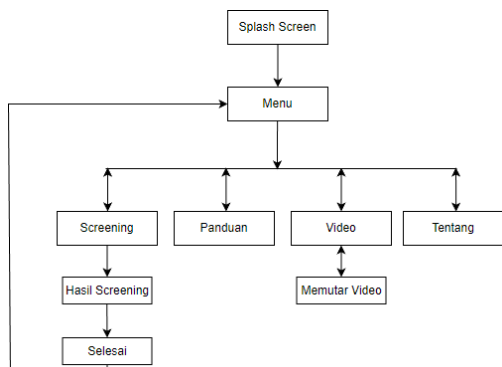 Splash Screen
Menu
Screening
Panduan
Video
Tentang
Hasil Screening
Memutar Video
Selesai